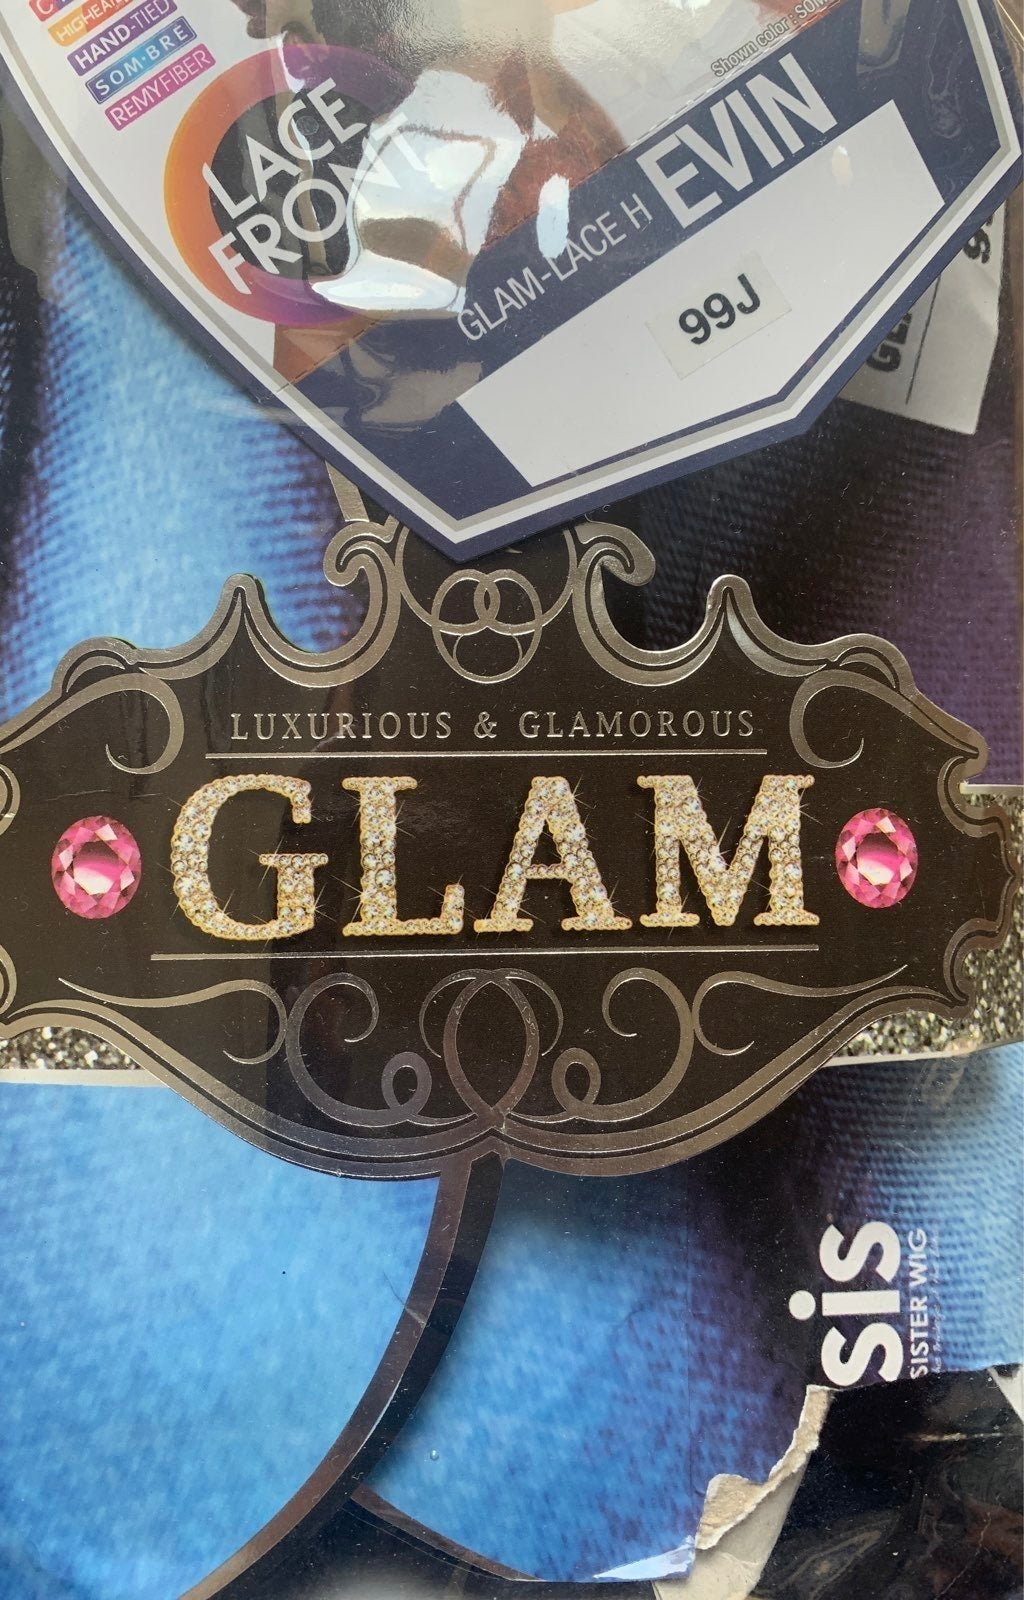 HAND-TIED
SOM·BRE
REMYFIBER
LACE
FRONT
Shown color : SOM
GLAM-LACE H EVIN
99J
LUXURIOUS & GLAMOROUS
GLAM
sis
SISTER WIG